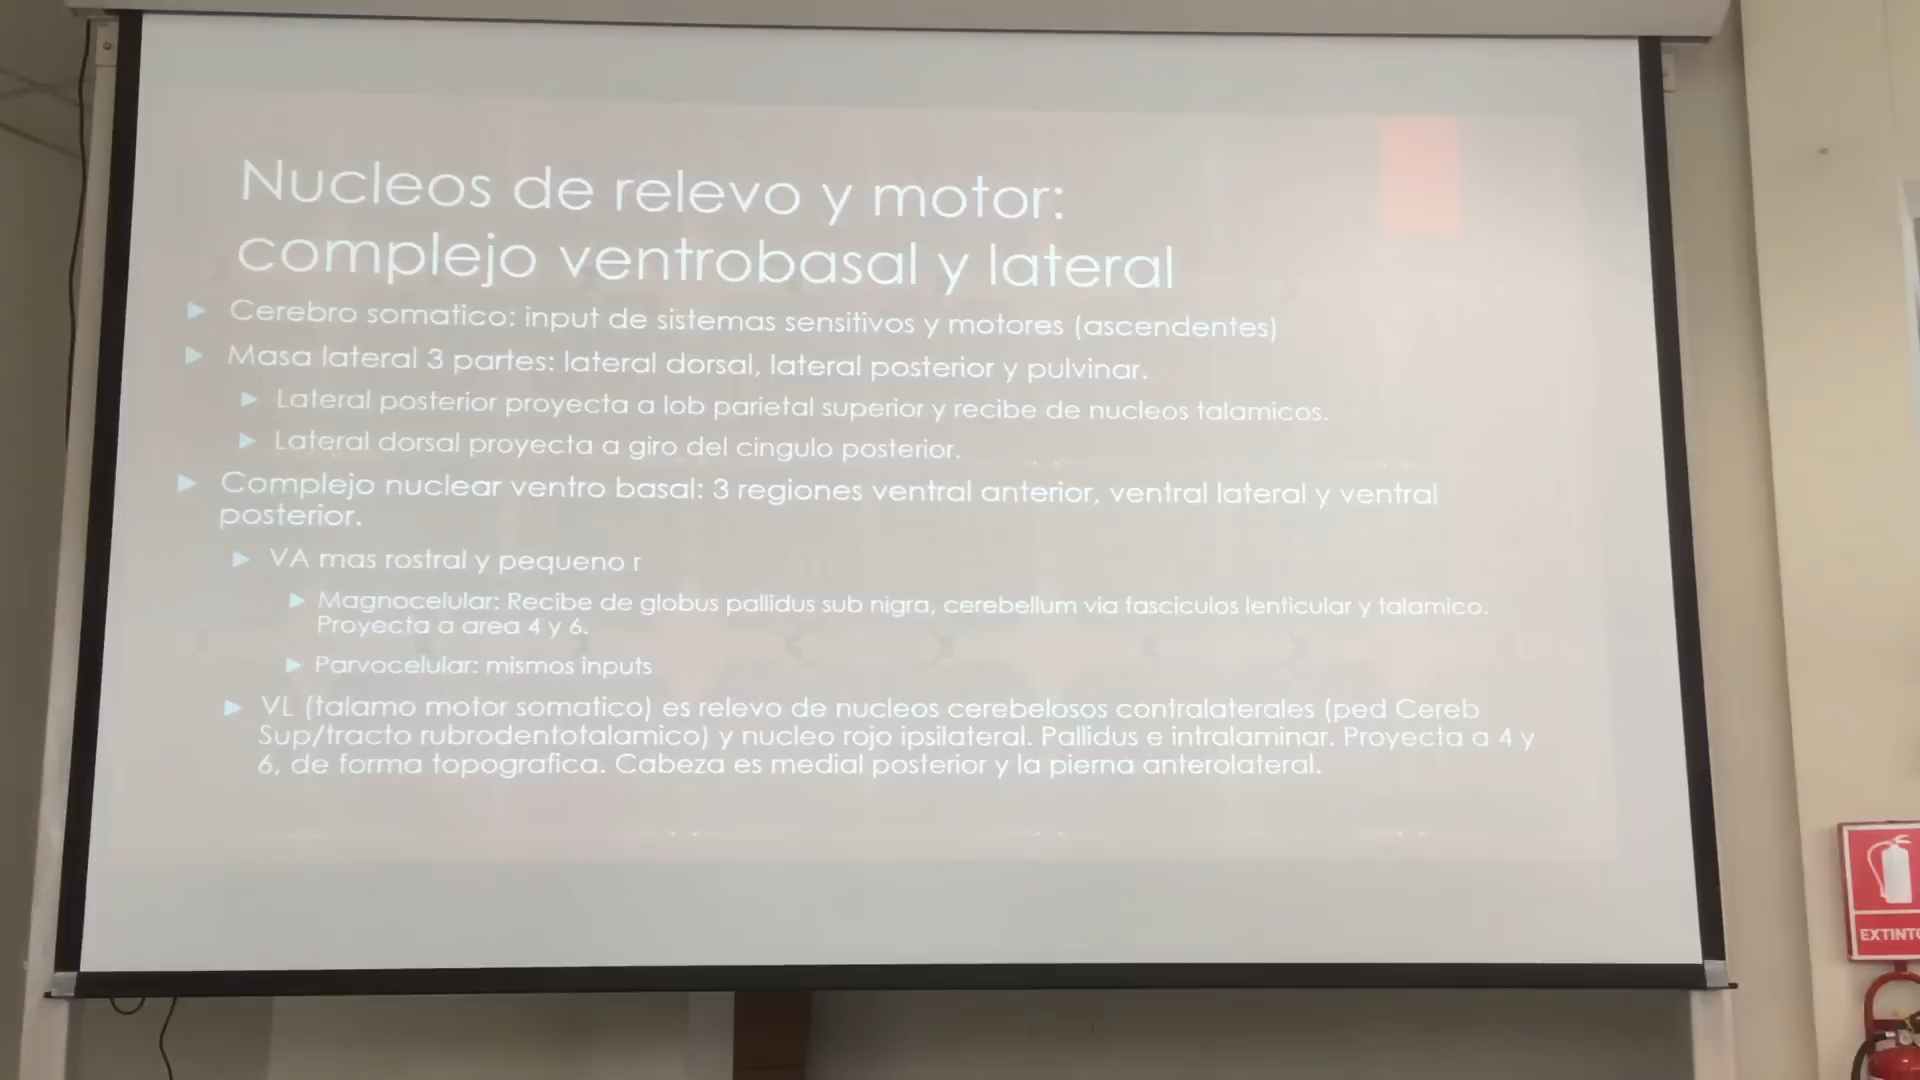 Nucleos de relevo y motor:
complejo ventrobasal y lateral
Cerebro somatico: input de sistemas sensitivos y motores (ascendentes)
Masa lateral 3 partes: lateral dorsal, lateral posterior y pulvinar.
Lateral posterior proyecta a lob parietal superior y recibe de nucleos talamicos.
Lateral dorsal proyecta a giro del cingulo posterior.
Complejo nuclear ventro basal: 3 regiones ventral anterior, ventral lateral y ventral
posterior.
VA mas rostral y pequeno r
Magnocelular: Recibe de globus pallidus sub nigra, cerebellum via fasciculos lenticular y talamico.
Proyecta a area 4 y 6.
Parvocelular: mismos inputs
VL (talamo motor somatico) es relevo de nucleos cerebelosos contralaterales (ped Cereb
Sup/tracto rubrodentotalamico) y nucleo rojo ipsilateral. Pallidus e intralaminar. Proyecta a 4 y
6, de forma topografica. Cabeza es medial posterior y la pierna anterolateral.
EXTINTO